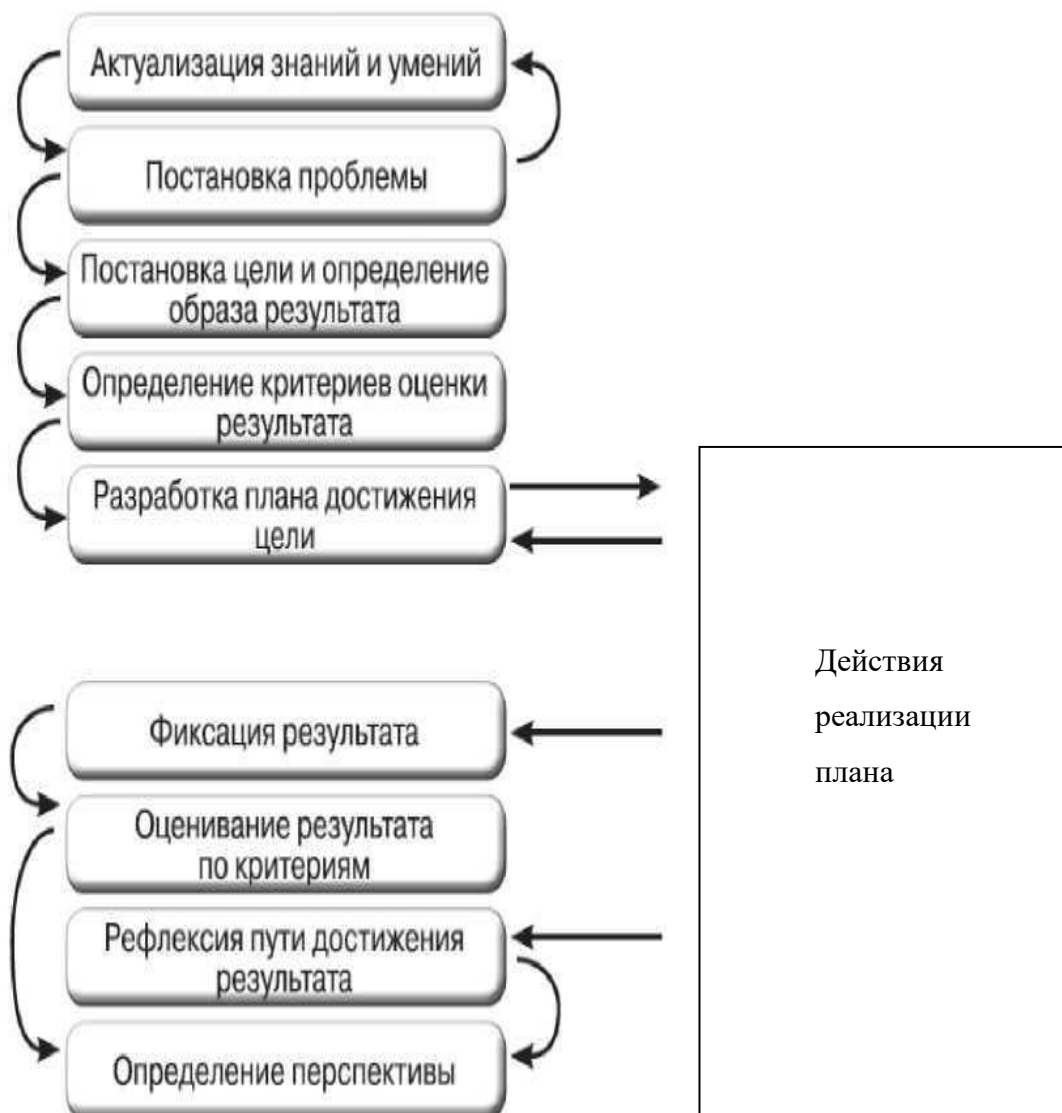 Актуализация знаний и умений
Постановка проблемы
Постановка цели и определение
образа результата
Определение критериев оценки
результата
Разработка плана достижения
цели
Действия
реализации
плана
Фиксация результата
Оценивание результата
по критериям
Рефлексия пути достижения
результата
Определение перспективы